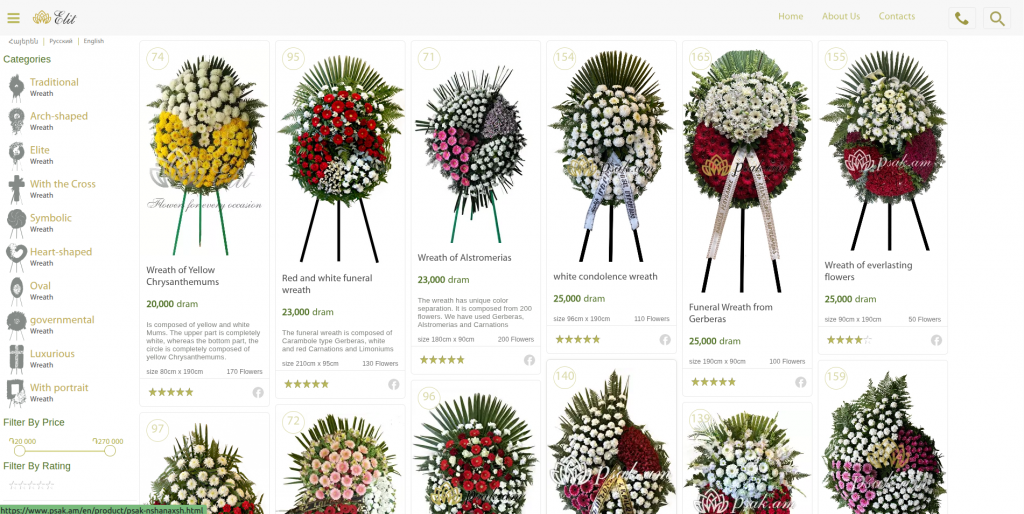 Elit
Home
About Us
Contacts
Հայերեն | Русский | English
Categories
Traditional
Wreath
Arch-shaped
Wreath
Elite
Wreath
With the Cross
Wreath
Symbolic
Wreath
Heart-shaped
Wreath
Oval
Wreath
governmental
Wreath
Luxurious
Wreath
With portrait
Wreath
Filter By Price
֏20 000
֏270 000
Filter By Rating
https://www.psak.am/en/product/psak-nshanaxsh.html
74
Flowers for every occasion
Wreath of Yellow
Chrysanthemums
20,000 dram
Is composed of yellow and white
Mums. The upper part is completely
white, whereas the bottom part, the
circle is completely composed of
yellow Chrysanthemums.
size 80cm x 190cm
170 Flowers
97
95
Red and white funeral
wreath
23,000 dram
The funeral wreath is composed of
Carambole type Gerberas, white
and red Carnations and Limoniums
size 210cm x 95cm
130 Flowers
72
71
Wreath of Alstromerias
23,000 dram
The wreath has unique color
separation. It is composed from 200
flowers. We have used Gerberas,
Alstromerias and Carnations
size 180cm x 90cm
200 Flowers
96
154
white condolence wreath
25,000 dram
size 96cm x 190cm
110 Flowers
140
psak.am
165
psak.am
Funeral Wreath from
Gerberas
25,000 dram
size 190cm x 90cm
100 Flowers
139
psak.am
155
psak.am
Wreath of everlasting
flowers
25,000 dram
size 90cm x 190cm
50 Flowers
159
psak.am